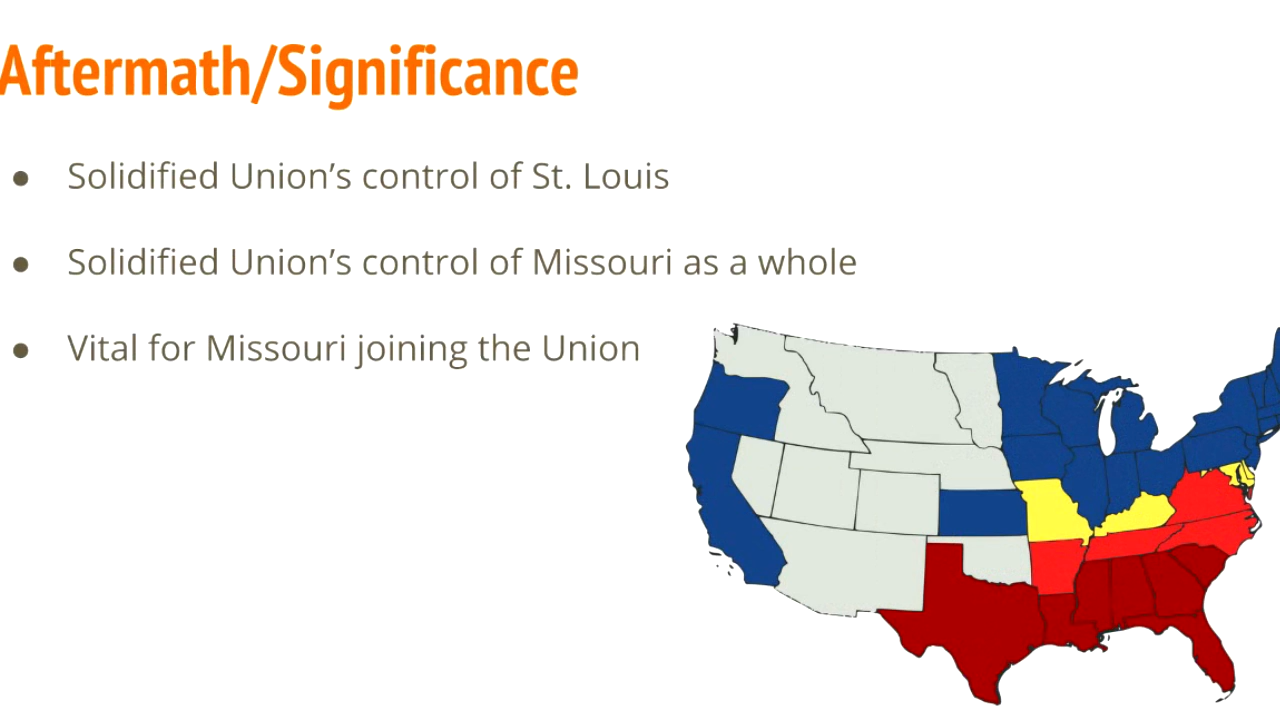 Aftermath/Significance
● Solidified Union’s control of St. Louis
● Solidified Union’s control of Missouri as a whole
● Vital for Missouri joining the Union